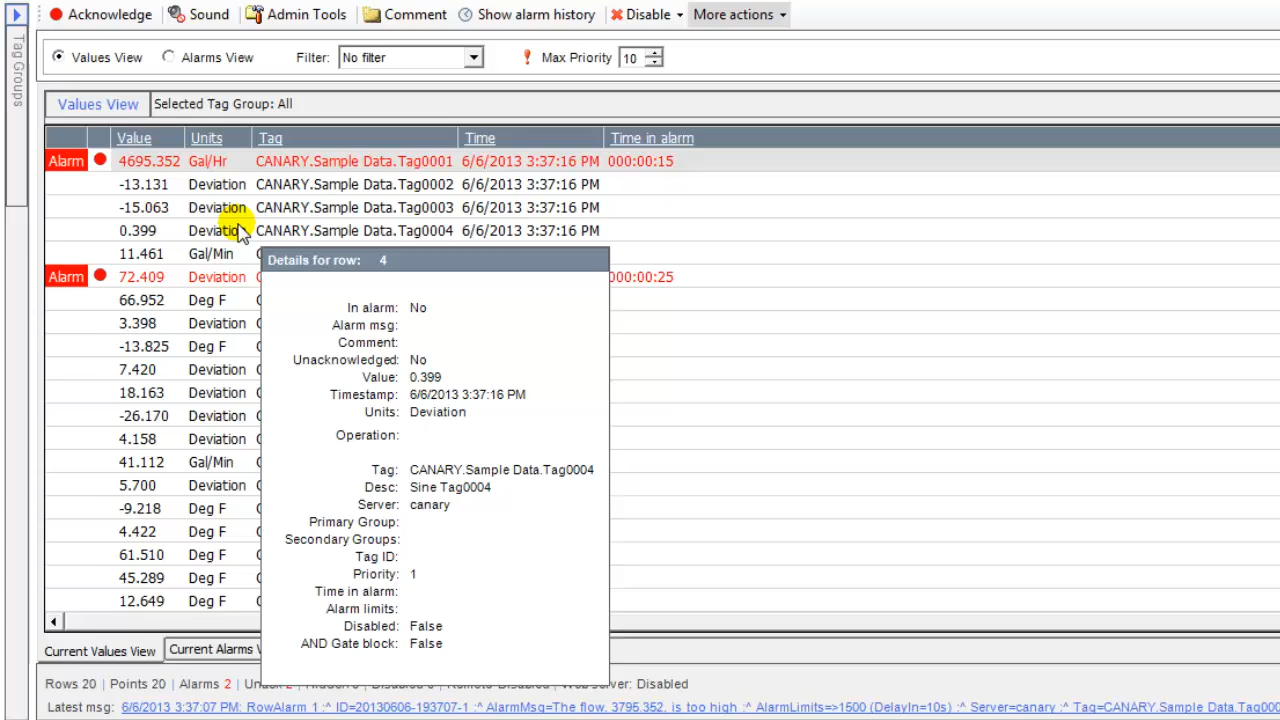 Acknowledge Sound Admin Tools Comment Show alarm history Disable More actions
Tag Groups
Values View Alarms View Filter: No filter Max Priority 10
Values View Selected Tag Group: All
Value Units Tag Time Time in alarm
Alarm 4695.352 Gal/Hr CANARY.Sample Data.Tag0001 6/6/2013 3:37:16 PM 000:00:15
-13.131 Deviation CANARY.Sample Data.Tag0002 6/6/2013 3:37:16 PM
-15.063 Deviation CANARY.Sample Data.Tag0003 6/6/2013 3:37:16 PM
0.399 Deviation CANARY.Sample Data.Tag0004 6/6/2013 3:37:16 PM
11.461 Gal/Min
Alarm 72.409 Deviation 000:00:25
66.952 Deg F
3.398 Deviation
-13.825 Deg F
7.420 Deviation
18.163 Deviation
-26.170 Deviation
4.158 Deviation
41.112 Gal/Min
5.700 Deviation
-9.218 Deg F
4.422 Deg F
61.510 Deg F
45.289 Deg F
12.649 Deg F
Details for row: 4
In alarm: No
Alarm msg:
Comment:
Unacknowledged: No
Value: 0.399
Timestamp: 6/6/2013 3:37:16 PM
Units: Deviation
Operation:
Tag: CANARY.Sample Data.Tag0004
Desc: Sine Tag0004
Server: canary
Primary Group:
Secondary Groups:
Tag ID:
Priority: 1
Time in alarm:
Alarm limits:
Disabled: False
AND Gate block: False
Current Values View Current Alarms V
Rows 20 | Points 20 | Alarms 2 | Disabled
Latest msg: 6/6/2013 3:37:07 PM: RowAlarm 1 :^ ID=20130606-193707-1 :^ AlarmMsg=The flow, 3795.352, is too high :^ AlarmLimits=>1500 (DelayIn=10s) :^ Server=canary :^ Tag=CANARY.Sample Data.Tag000